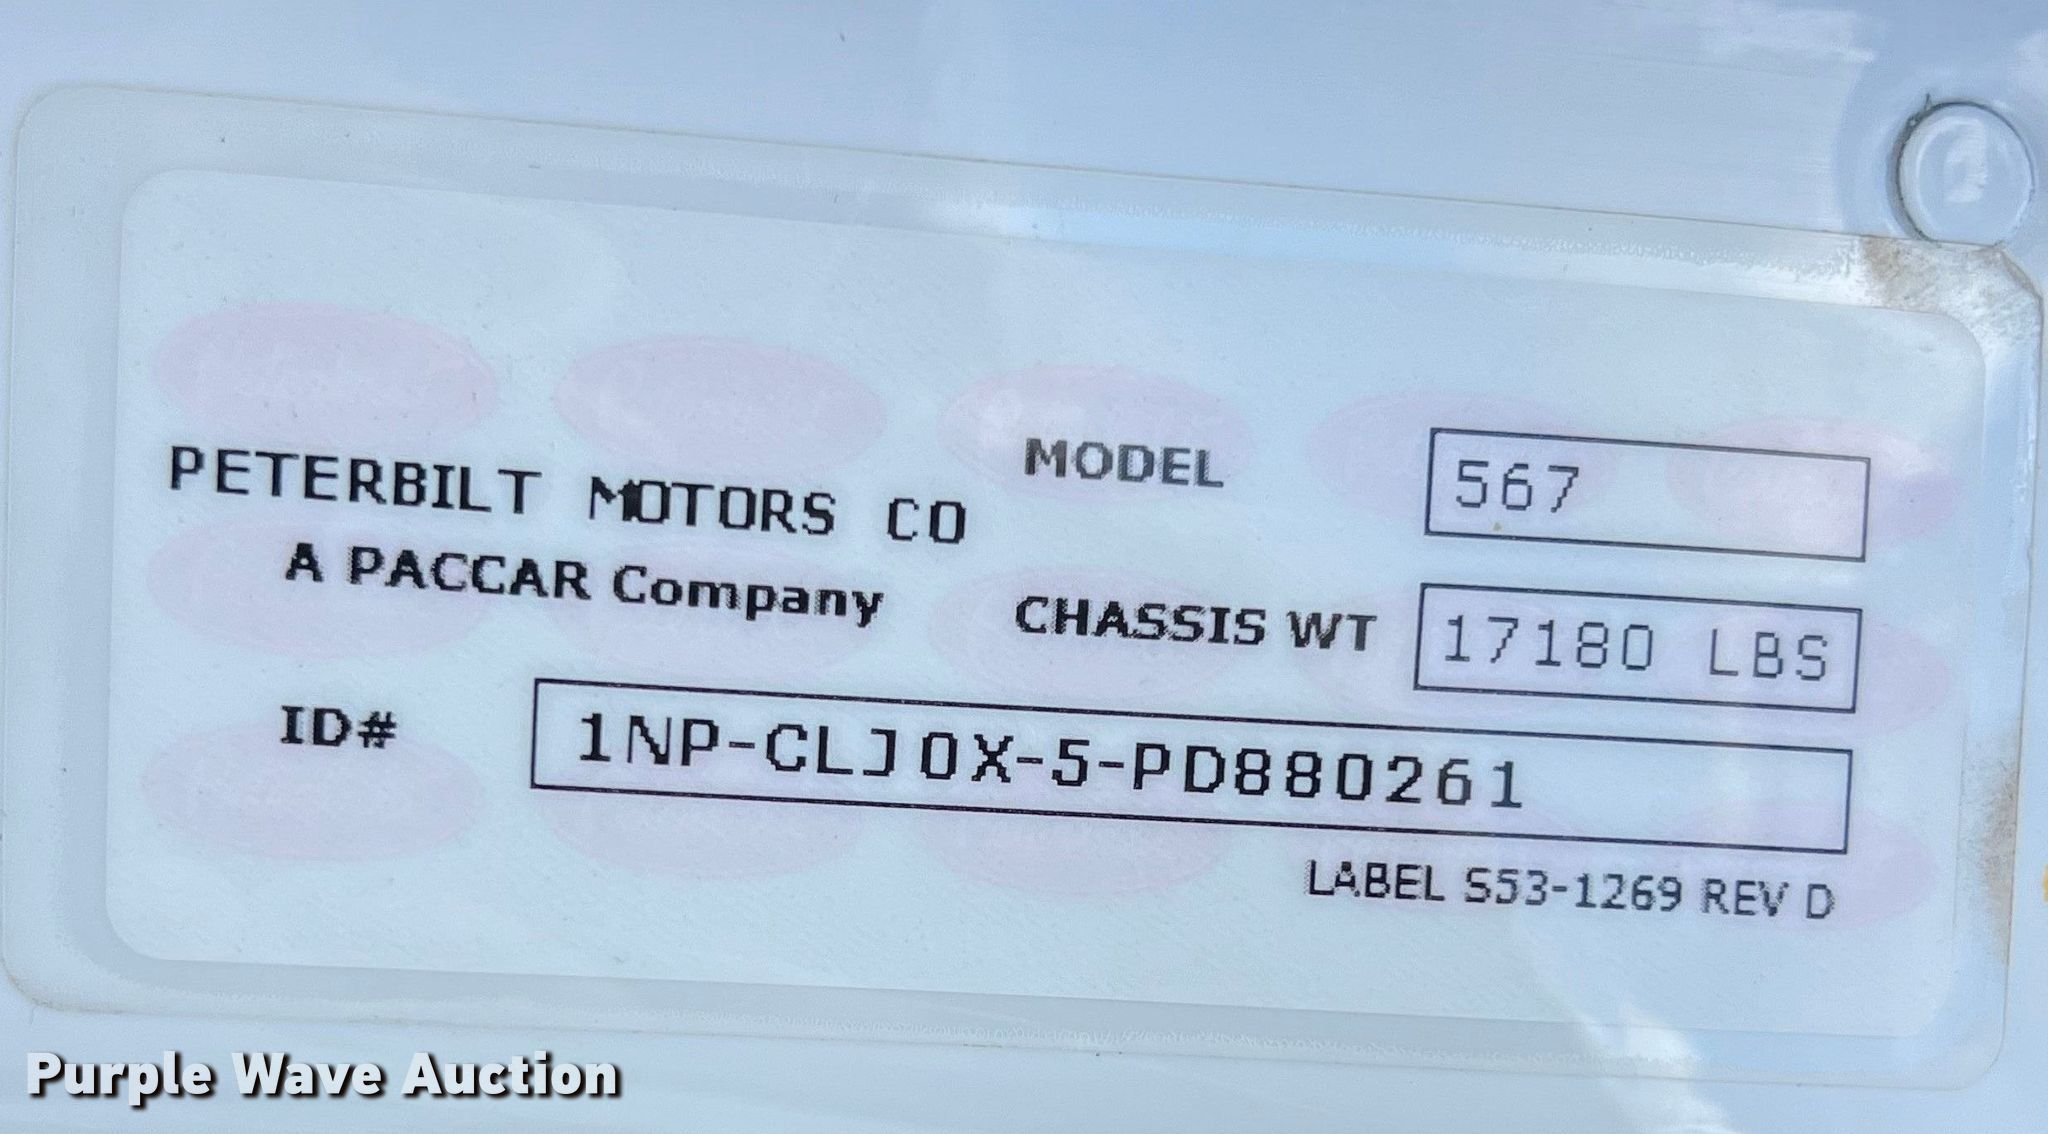 PETERBILT MOTORS CO
A PACCAR Company
MODEL 567
CHASSIS WT 17180 LBS
ID# 1NP-CLJ0X-5-PD880261
LABEL S53-1269 REV D
Purple Wave Auction